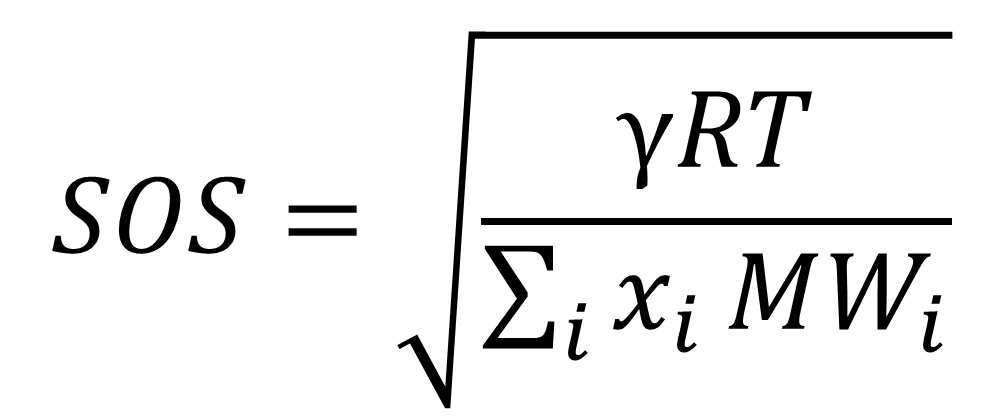 SOS = √(γRT / ∑ᵢ xᵢ MWᵢ)